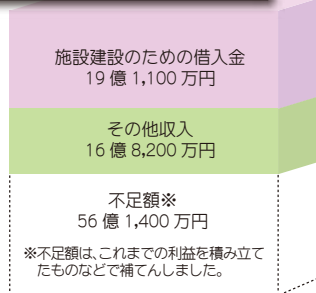 施設建設のための借入金
19 億 1,100 万円
その他収入
16 億 8,200 万円
不足額※
56 億 1,400 万円
※不足額は、これまでの利益を積み立て
たものなどで補てんしました。